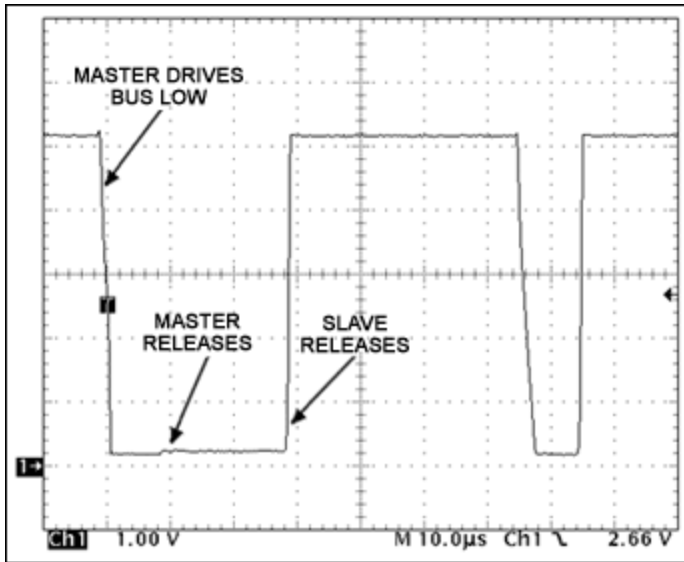 MASTER DRIVES
BUS LOW
T
MASTER
RELEASES
SLAVE
RELEASES
1→
Ch1 1.00 V M 10.0µs Ch1 2.66 V